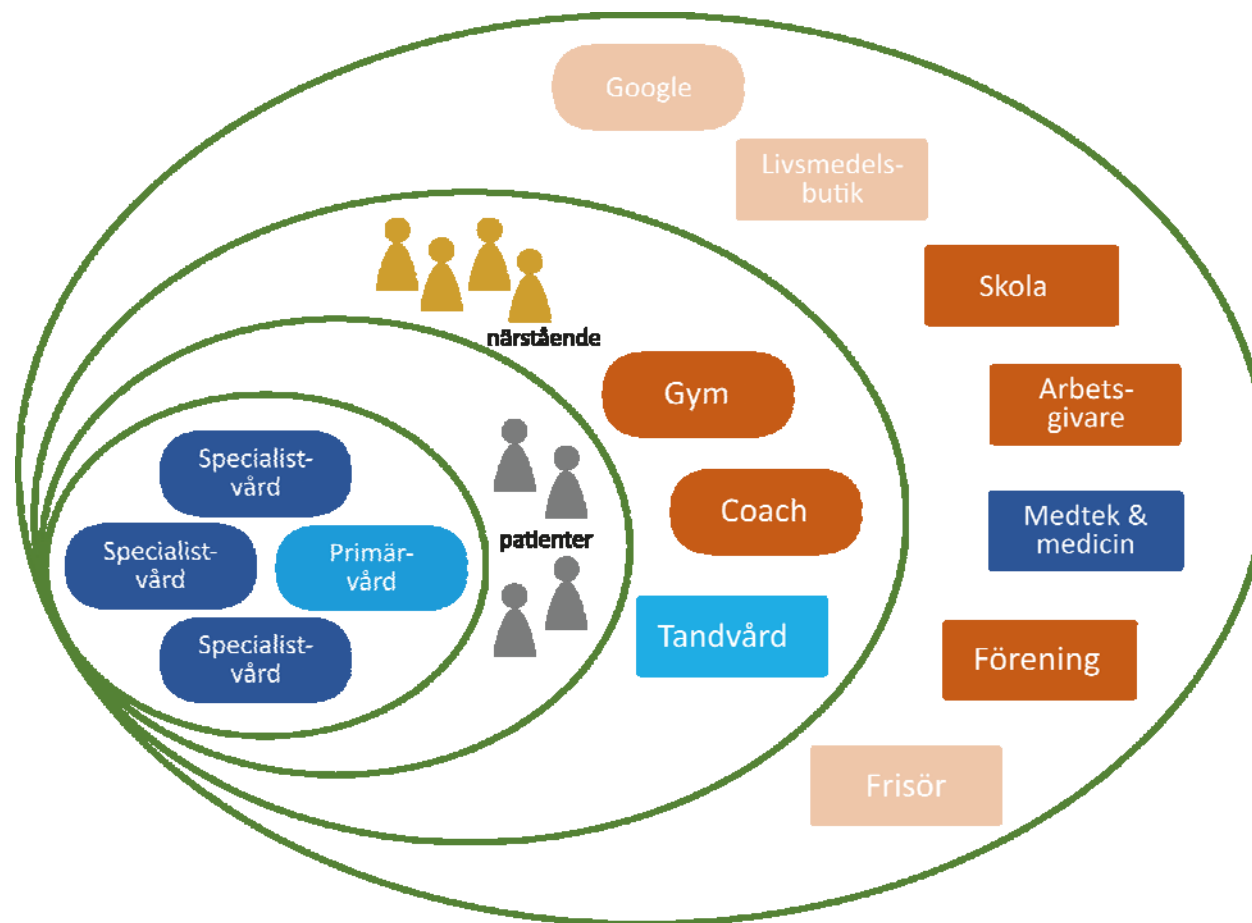 Google
Livsmedels-
butik
Skola
närstående
Gym
Arbets-
givare
Specialist-
vård
Coach
Medtek &
medicin
patienter
Specialist-
vård
Primär-
vård
Tandvård
Förening
Specialist-
vård
Frisör